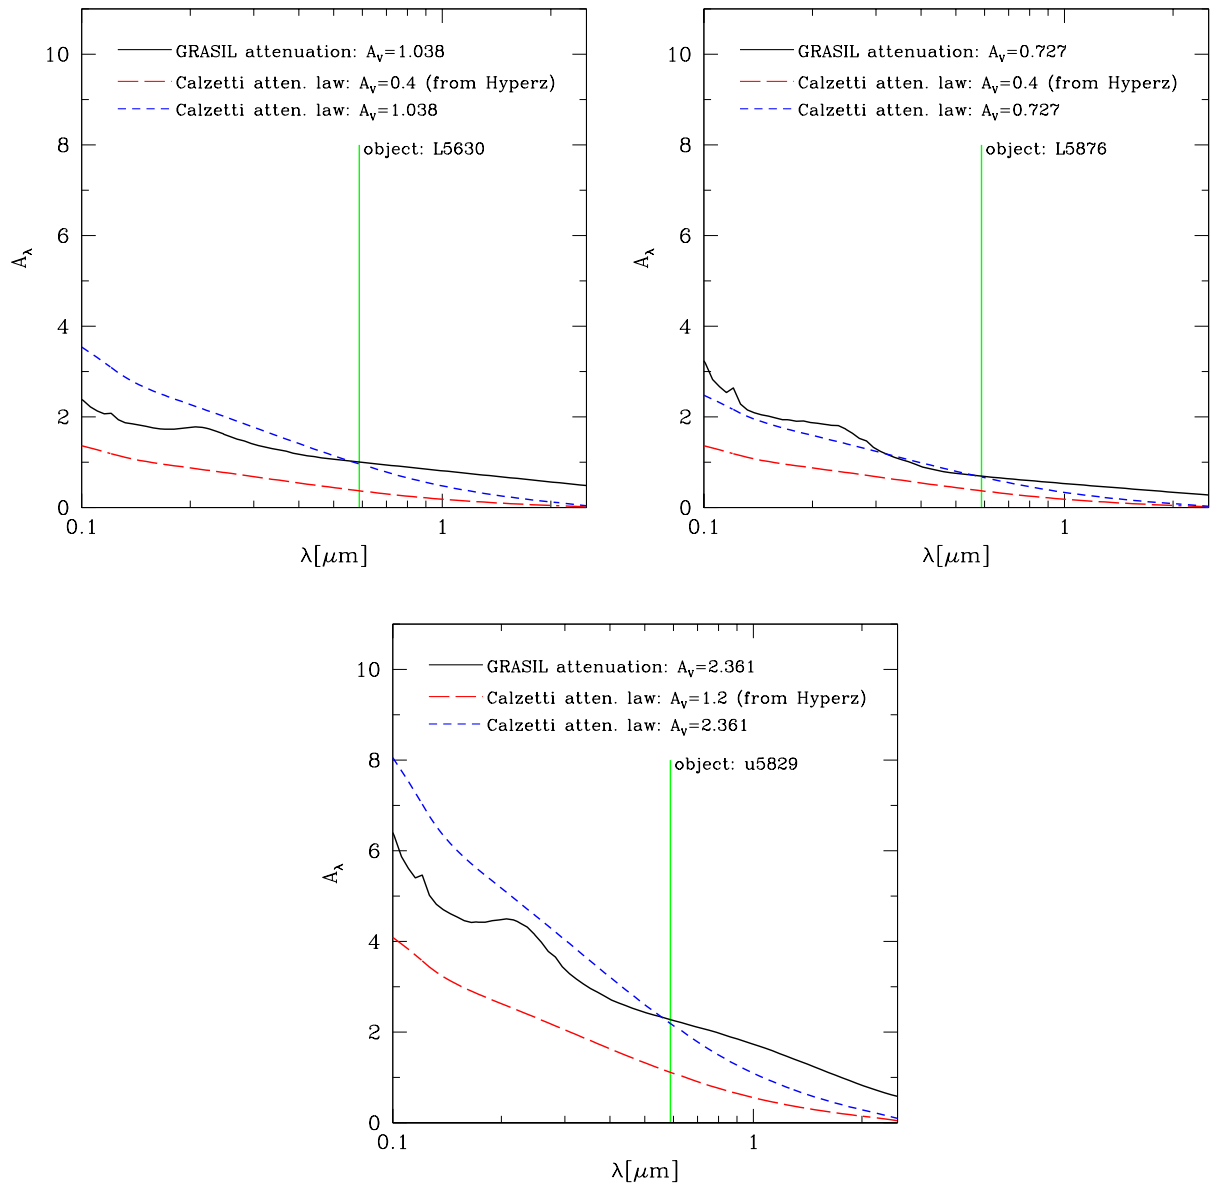 GRASIL attenuation: Aᵥ=1.038
Calzetti atten. law: Aᵥ=0.4 (from Hyperz)
Calzetti atten. law: Aᵥ=1.038
object: L5630
10
8
6
4
2
0
A_λ
0.1
1
λ[μm]
GRASIL attenuation: Aᵥ=0.727
Calzetti atten. law: Aᵥ=0.4 (from Hyperz)
Calzetti atten. law: Aᵥ=0.727
object: L5876
10
8
6
4
2
0
A_λ
0.1
1
λ[μm]
GRASIL attenuation: Aᵥ=2.361
Calzetti atten. law: Aᵥ=1.2 (from Hyperz)
Calzetti atten. law: Aᵥ=2.361
object: u5829
10
8
6
4
2
0
A_λ
0.1
1
λ[μm]